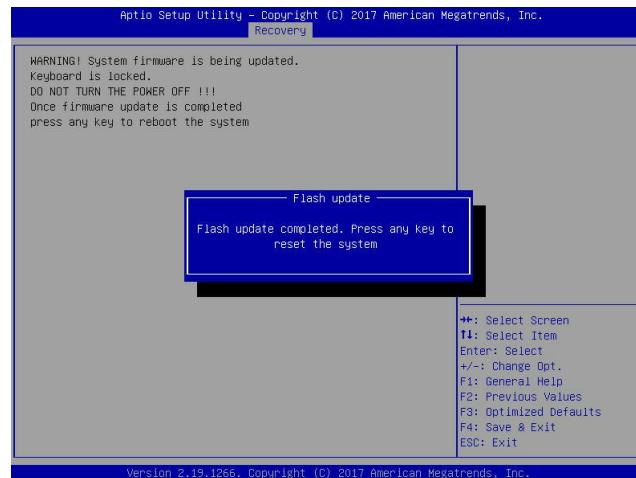 Aptio Setup Utility – Copyright (C) 2017 American Megatrends, Inc.
Recovery
WARNING! System firmware is being updated.
Keyboard is locked.
DO NOT TURN THE POWER OFF !!!
Once firmware update is completed
press any key to reboot the system
Flash update
Flash update completed. Press any key to
reset the system
→←: Select Screen
↑↓: Select Item
Enter: Select
+/-: Change Opt.
F1: General Help
F2: Previous Values
F3: Optimized Defaults
F4: Save & Exit
ESC: Exit
Version 2.19.1266. Copyright (C) 2017 American Megatrends, Inc.